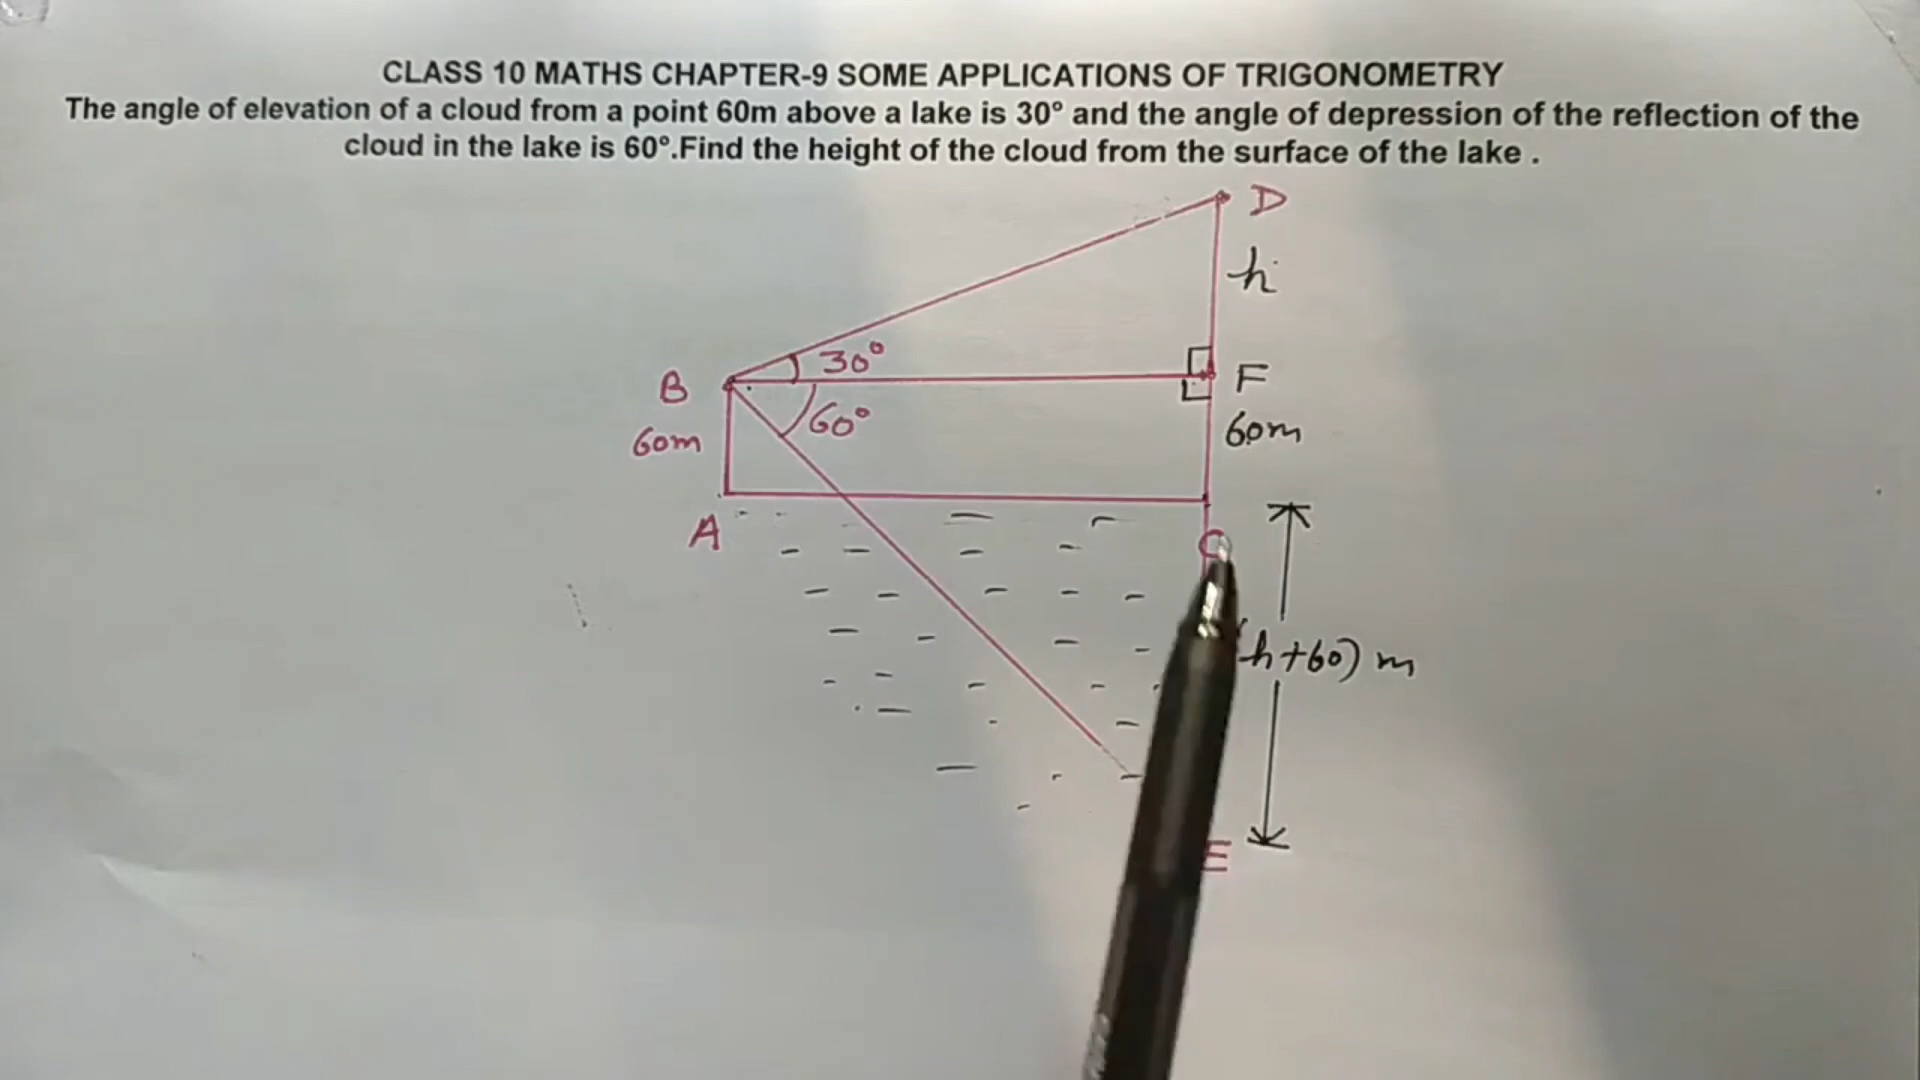 CLASS 10 MATHS CHAPTER-9 SOME APPLICATIONS OF TRIGONOMETRY
The angle of elevation of a cloud from a point 60m above a lake is 30° and the angle of depression of the reflection of the
cloud in the lake is 60°.Find the height of the cloud from the surface of the lake .
D
h
30°
B
F
60°
60m
60m
A
C
(h+60) m
E